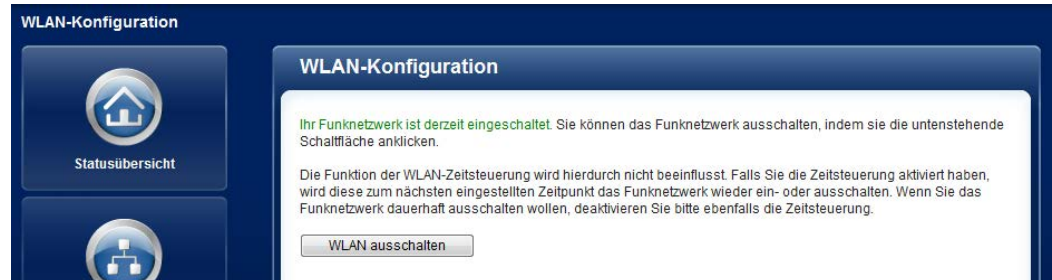 WLAN-Konfiguration
Statusübersicht
WLAN-Konfiguration
Ihr Funknetzwerk ist derzeit eingeschaltet. Sie können das Funknetzwerk ausschalten, indem sie die untenstehende
Schaltfläche anklicken.
Die Funktion der WLAN-Zeitsteuerung wird hierdurch nicht beeinflusst. Falls Sie die Zeitsteuerung aktiviert haben,
wird diese zum nächsten eingestellten Zeitpunkt das Funknetzwerk wieder ein- oder ausschalten. Wenn Sie das
Funknetzwerk dauerhaft ausschalten wollen, deaktivieren Sie bitte ebenfalls die Zeitsteuerung.
WLAN ausschalten